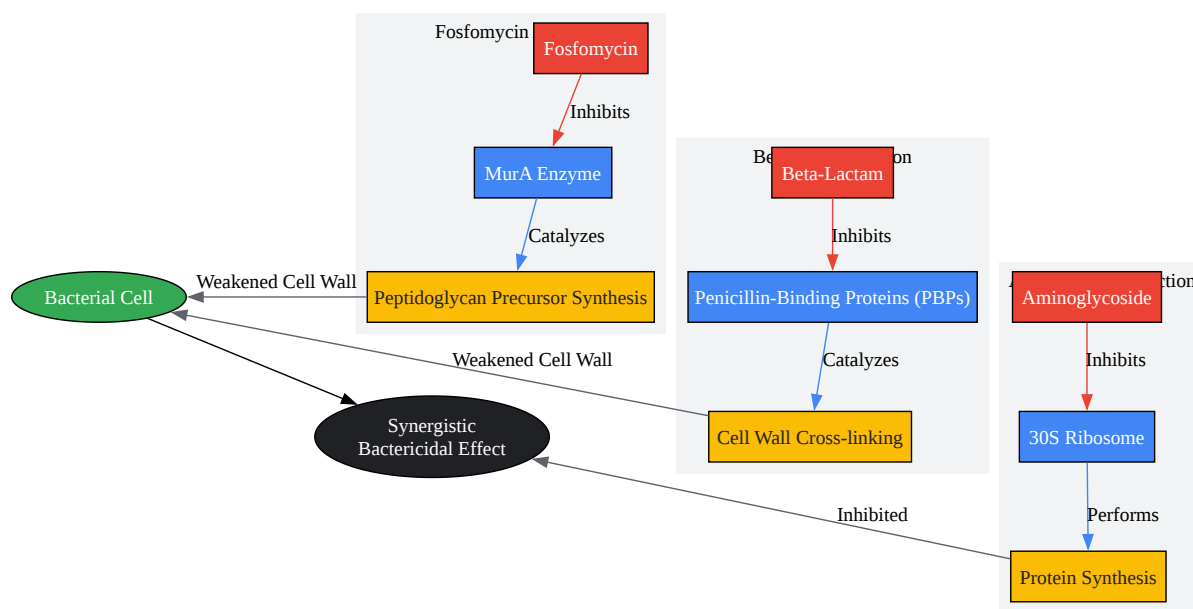 Fosfomycin
Fosfomycin
Inhibits
MurA Enzyme
Catalyzes
Peptidoglycan Precursor Synthesis
Weakened Cell Wall
Bacterial Cell
Beta-Lactam
Inhibits
Penicillin-Binding Proteins (PBPs)
Catalyzes
Cell Wall Cross-linking
Weakened Cell Wall
Synergistic
Bactericidal Effect
Aminoglycoside
Inhibits
30S Ribosome
Performs
Protein Synthesis
Inhibited